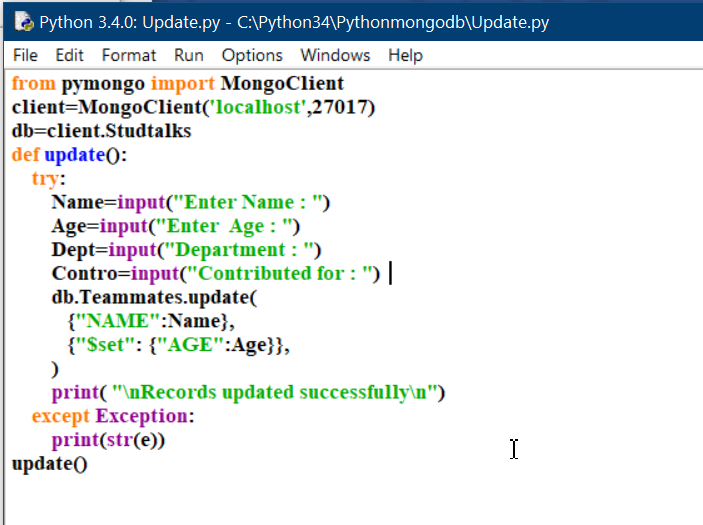 Python 3.4.0: Update.py - C:\Python34\Pythonmongodb\Update.py
File Edit Format Run Options Windows Help
from pymongo import MongoClient
client=MongoClient('localhost',27017)
db=client.Studtalks
def update():
    try:
        Name=input("Enter Name : ")
        Age=input("Enter  Age : ")
        Dept=input("Department : ")
        Contro=input("Contributed for : ")
        db.Teammates.update(
          {"NAME":Name},
          {"$set": {"AGE":Age}},
        )
        print( "\nRecords updated successfully\n")
    except Exception:
        print(str(e))
update()